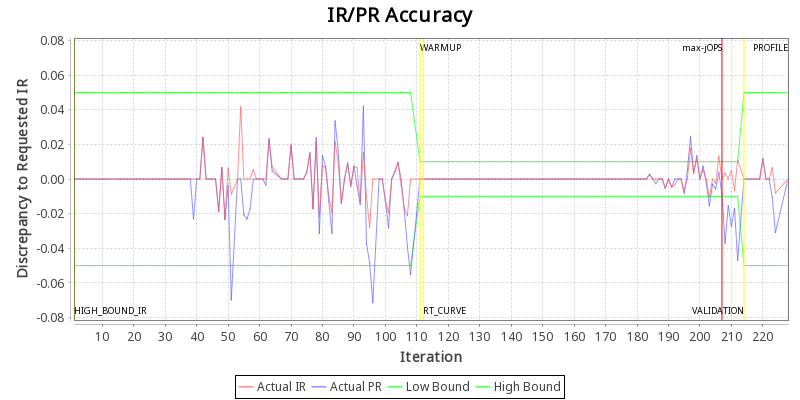 IR/PR Accuracy
Discrepancy to Requested IR
0.08
0.06
0.04
0.02
0.00
-0.02
-0.04
-0.06
-0.08
WARMUP
max-jOPS
PROFILE
HIGH_BOUND_IR
RT_CURVE
VALIDATION
10 20 30 40 50 60 70 80 90 100 110 120 130 140 150 160 170 180 190 200 210 220
Iteration
Actual IR Actual PR Low Bound High Bound